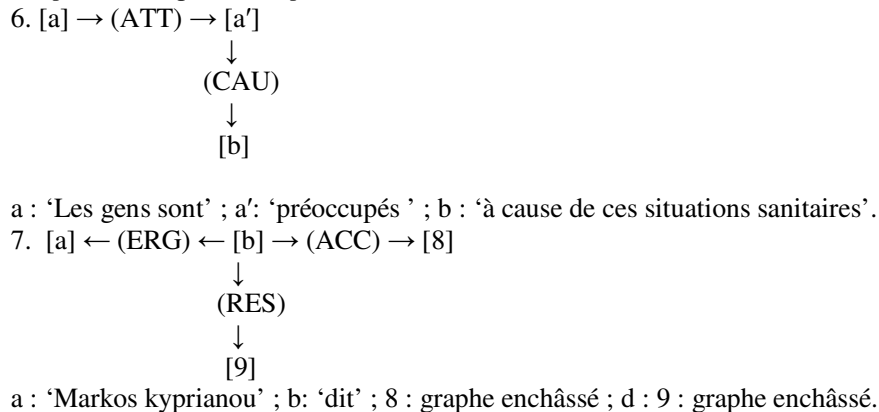 6. [a] → (ATT) → [a′]
↓
(CAU)
↓
[b]
a : ‘Les gens sont’ ; a′: ‘préoccupés ’ ; b : ‘à cause de ces situations sanitaires’.
7. [a] ← (ERG) ← [b] → (ACC) → [8]
↓
(RES)
↓
[9]
a : ‘Markos kyprianou’ ; b: ‘dit’ ; 8 : graphe enchâssé ; d : 9 : graphe enchâssé.